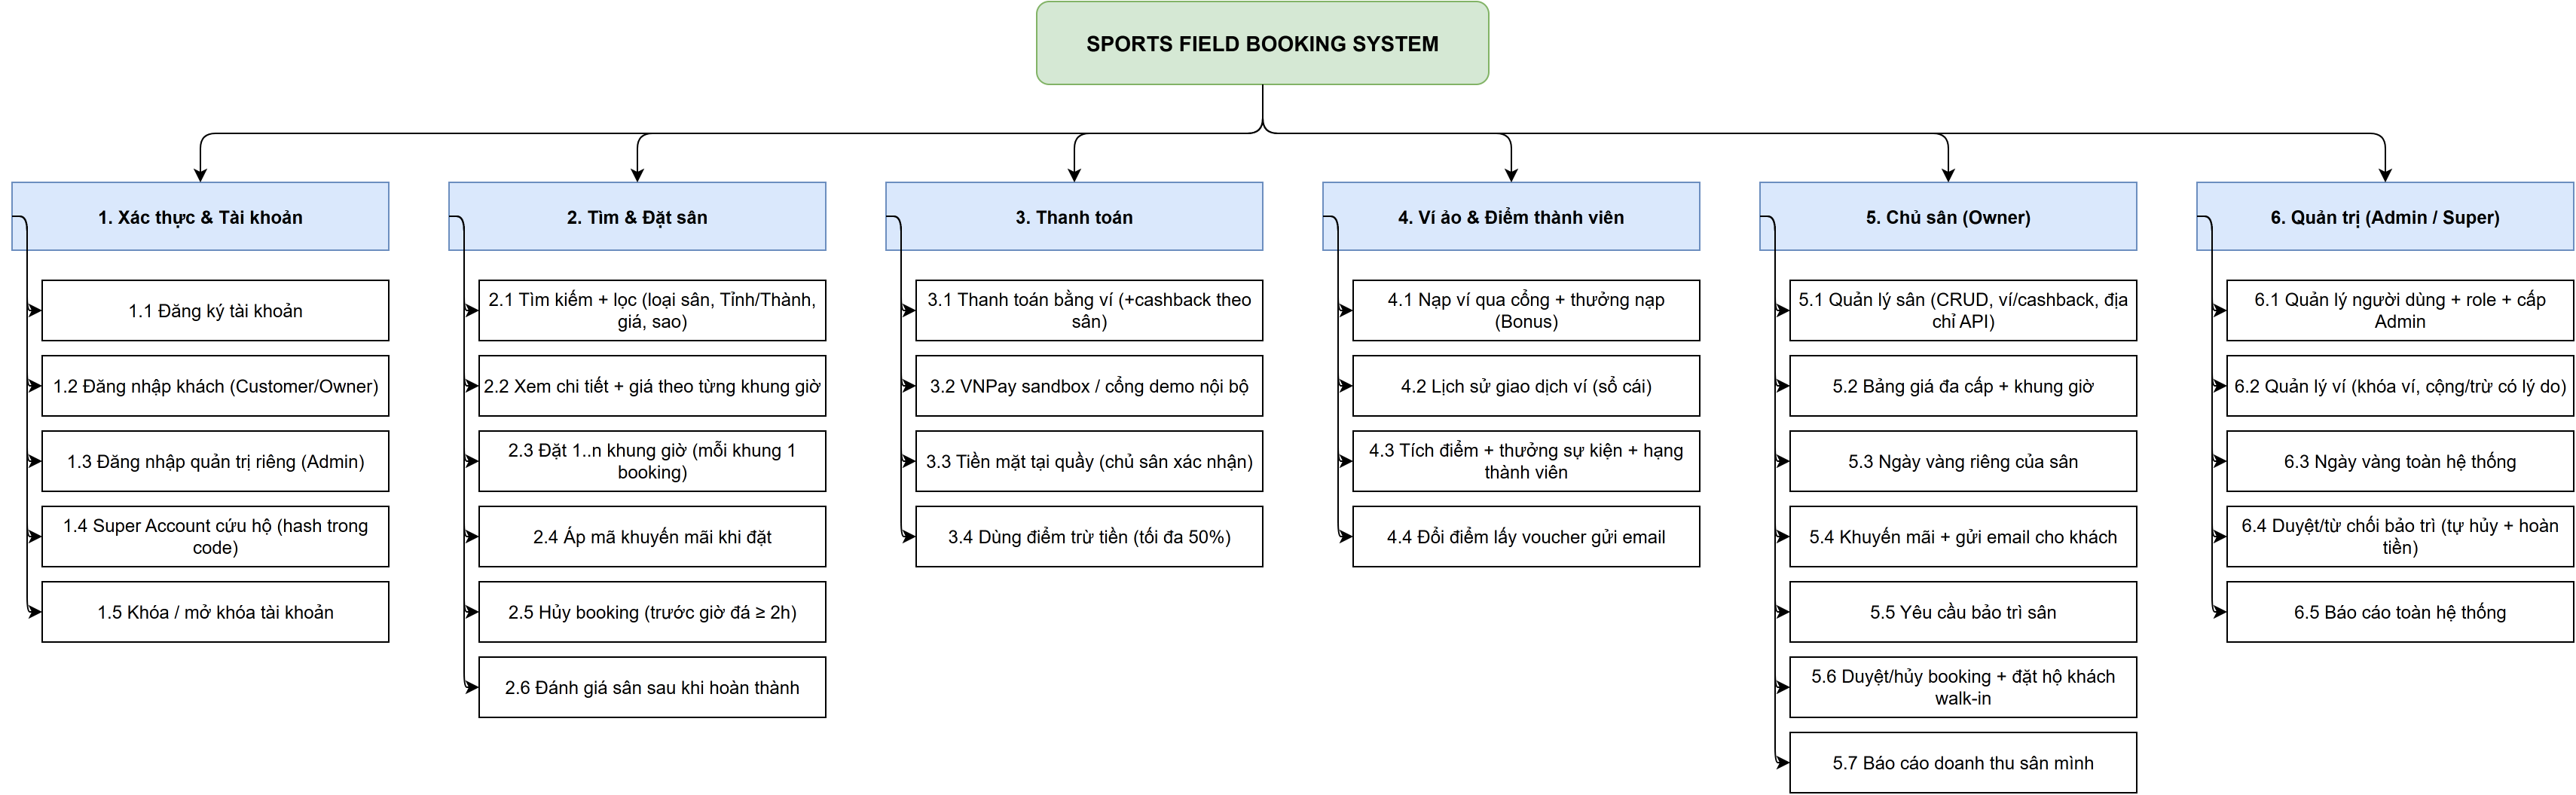 SPORTS FIELD BOOKING SYSTEM
1. Xác thực & Tài khoản
1.1 Đăng ký tài khoản
1.2 Đăng nhập khách (Customer/Owner)
1.3 Đăng nhập quản trị riêng (Admin)
1.4 Super Account cứu hộ (hash trong
code)
1.5 Khóa / mở khóa tài khoản
2. Tìm & Đặt sân
2.1 Tìm kiếm + lọc (loại sân, Tỉnh/Thành,
giá, sao)
2.2 Xem chi tiết + giá theo từng khung giờ
2.3 Đặt 1..n khung giờ (mỗi khung 1
booking)
2.4 Áp mã khuyến mãi khi đặt
2.5 Hủy booking (trước giờ đá ≥ 2h)
2.6 Đánh giá sân sau khi hoàn thành
3. Thanh toán
3.1 Thanh toán bằng ví (+cashback theo
sân)
3.2 VNPay sandbox / cổng demo nội bộ
3.3 Tiền mặt tại quầy (chủ sân xác nhận)
3.4 Dùng điểm trừ tiền (tối đa 50%)
4. Ví ảo & Điểm thành viên
4.1 Nạp ví qua cổng + thưởng nạp
(Bonus)
4.2 Lịch sử giao dịch ví (sổ cái)
4.3 Tích điểm + thưởng sự kiện + hạng
thành viên
4.4 Đổi điểm lấy voucher gửi email
5. Chủ sân (Owner)
5.1 Quản lý sân (CRUD, ví/cashback, địa
chỉ API)
5.2 Bảng giá đa cấp + khung giờ
5.3 Ngày vàng riêng của sân
5.4 Khuyến mãi + gửi email cho khách
5.5 Yêu cầu bảo trì sân
5.6 Duyệt/hủy booking + đặt hộ khách
walk-in
5.7 Báo cáo doanh thu sân mình
6. Quản trị (Admin / Super)
6.1 Quản lý người dùng + role + cấp
Admin
6.2 Quản lý ví (khóa ví, cộng/trừ có lý do)
6.3 Ngày vàng toàn hệ thống
6.4 Duyệt/từ chối bảo trì (tự hủy + hoàn
tiền)
6.5 Báo cáo toàn hệ thống